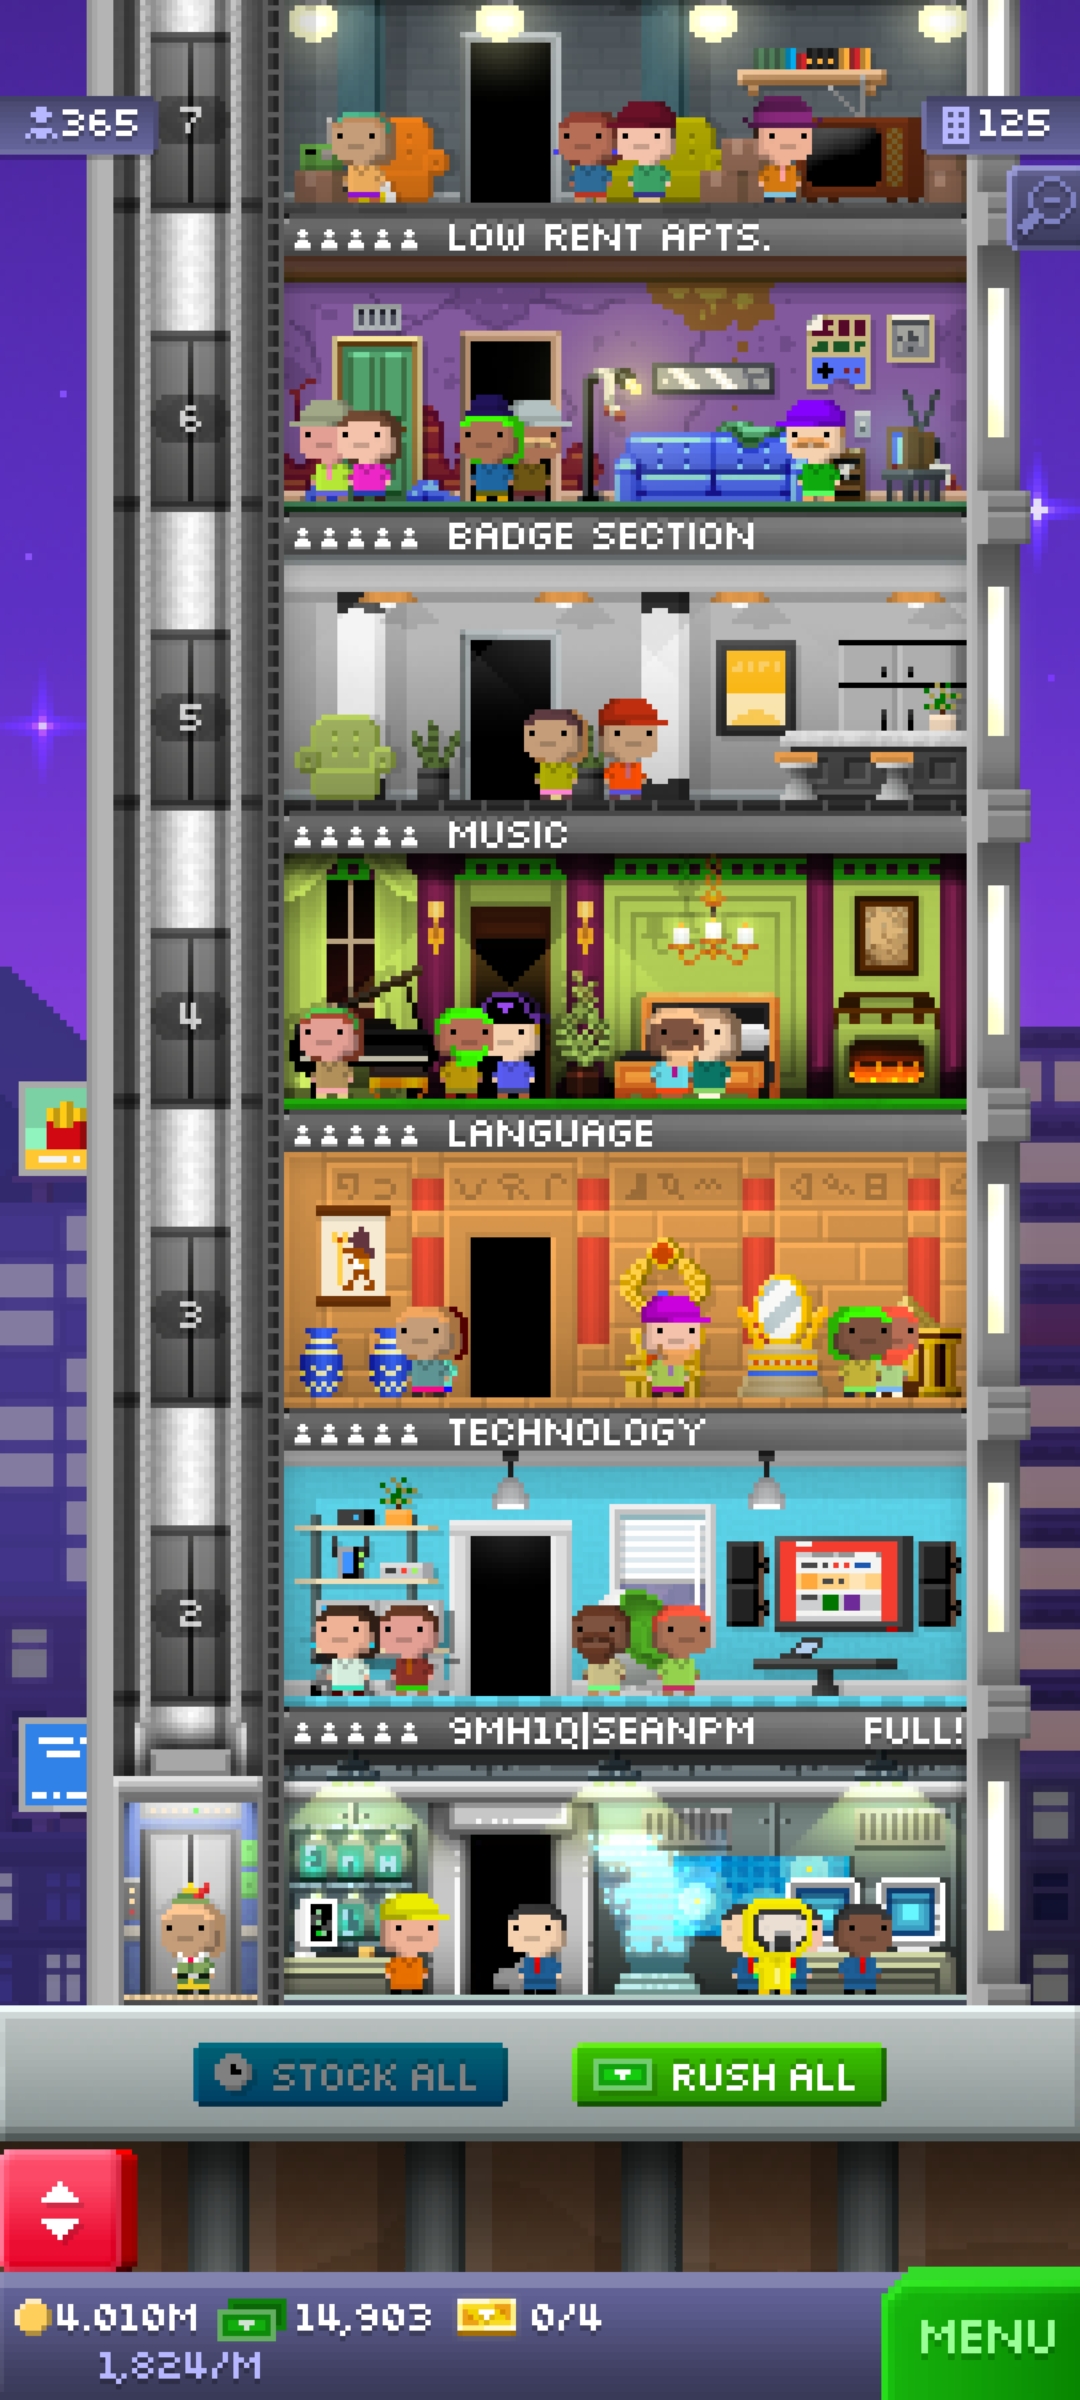 365
7
125
LOW RENT APTS.
6
BADGE SECTION
5
MUSIC
4
LANGUAGE
3
TECHNOLOGY
2
9MH1Q|SEANPM FULL!
STOCK ALL
RUSH ALL
4.010M 14,903 0/4
1,824/M
MENU